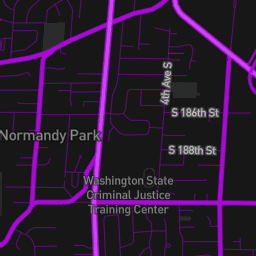 4th Ave S
S 186th St
Normandy Park
S 188th St
Washington State
Criminal Justice
Training Center